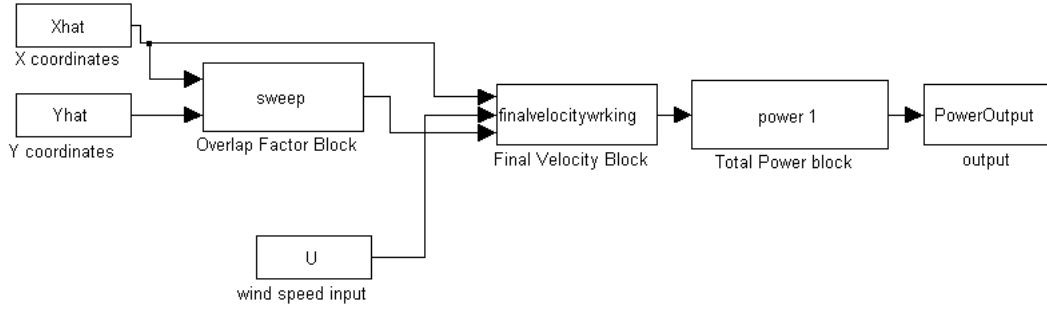 Xhat
X coordinates
Yhat
Y coordinates
sweep
Overlap Factor Block
U
wind speed input
finalvelocitywrking
Final Velocity Block
power 1
Total Power block
PowerOutput
output